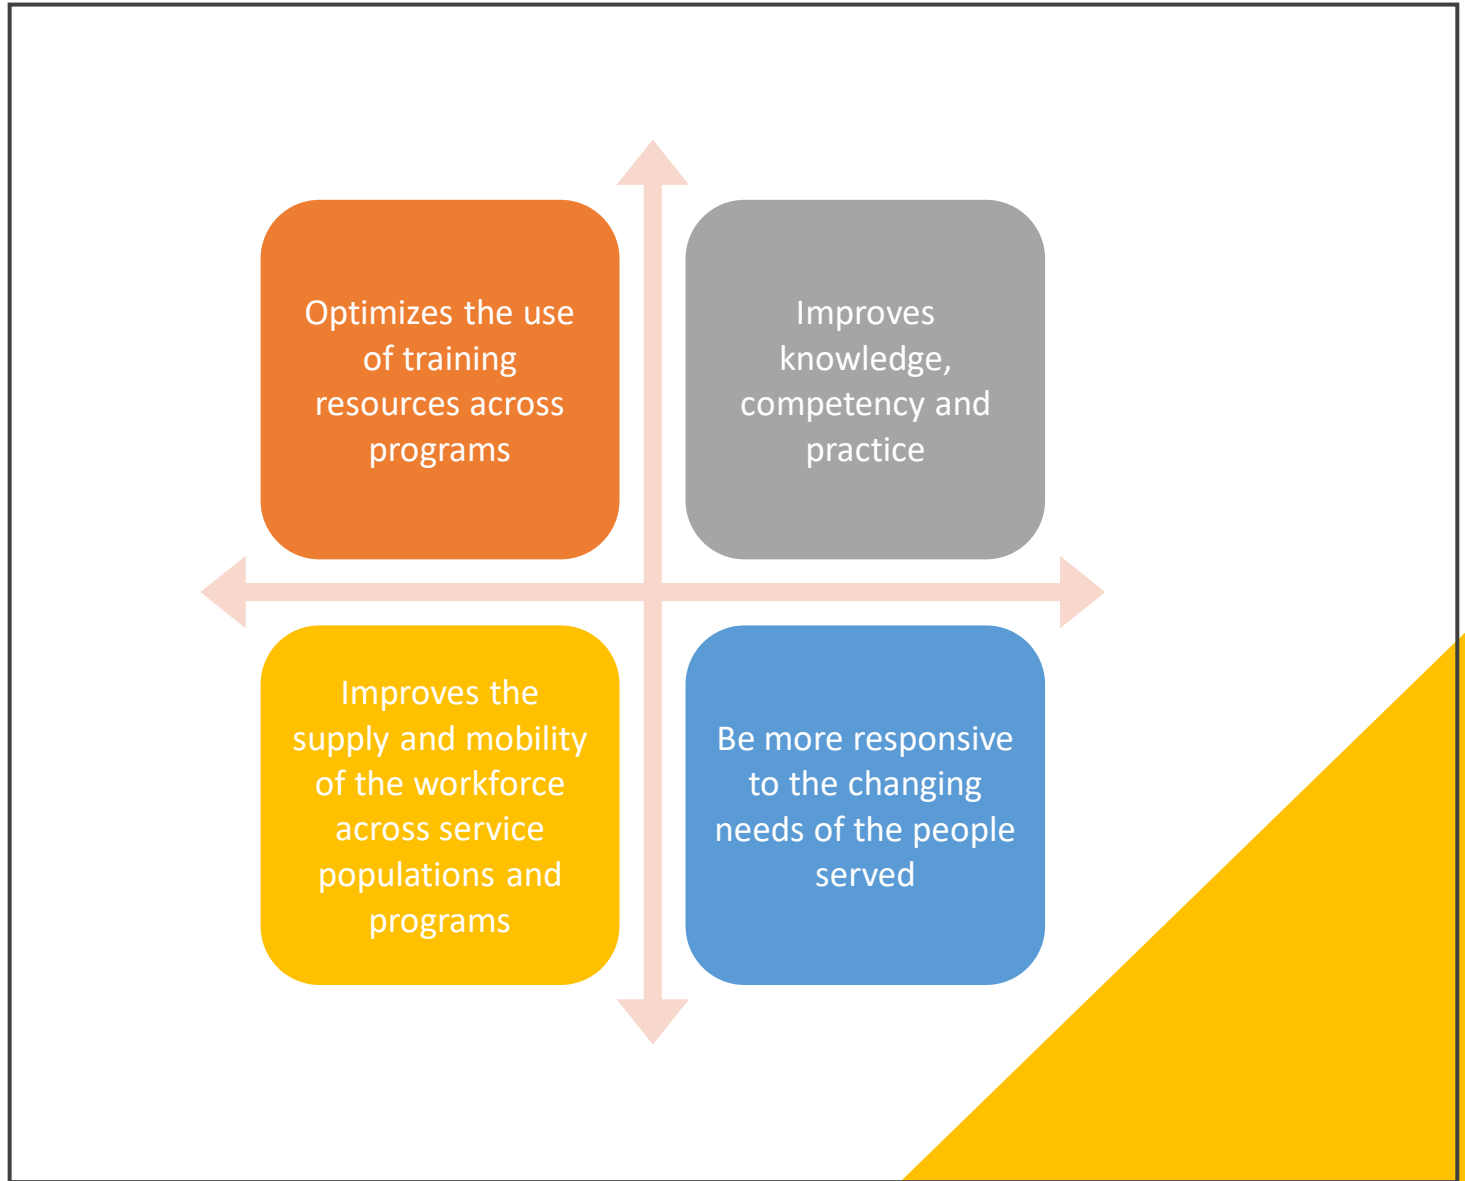 Optimizes the use
of training
resources across
programs
Improves
knowledge,
competency and
practice
Improves the
supply and mobility
of the workforce
across service
populations and
programs
Be more responsive
to the changing
needs of the people
served